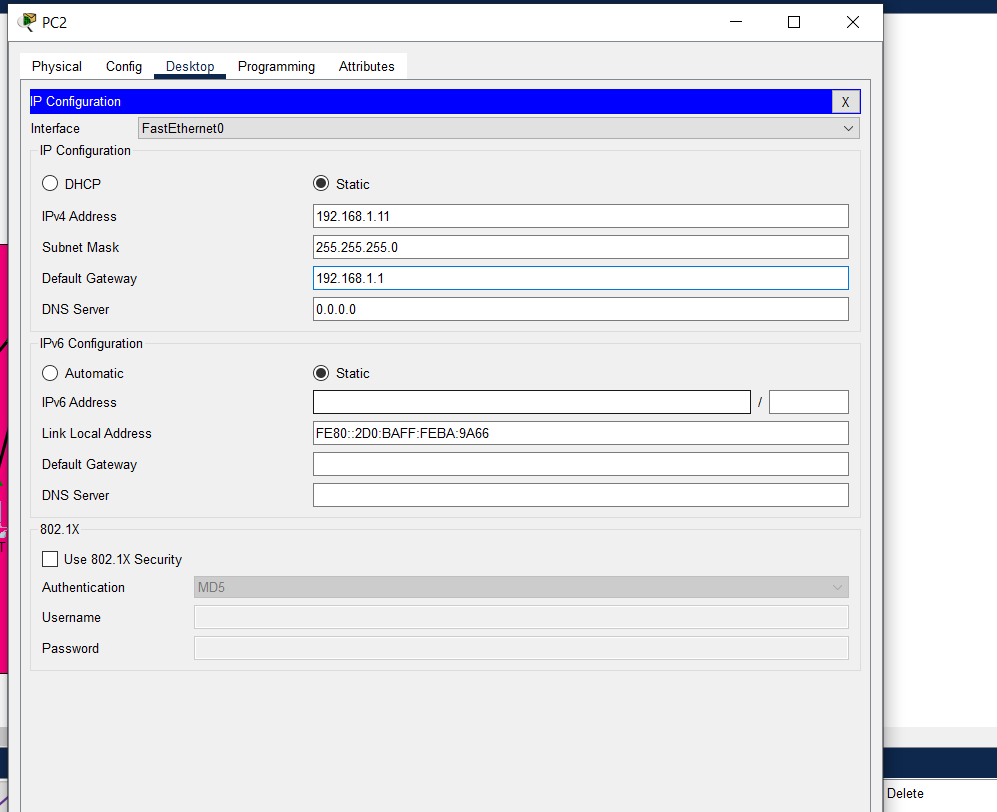 PC2
Physical Config Desktop Programming Attributes
IP Configuration X
Interface FastEthernet0
IP Configuration
DHCP Static
IPv4 Address 192.168.1.11
Subnet Mask 255.255.255.0
Default Gateway 192.168.1.1
DNS Server 0.0.0.0
IPv6 Configuration
Automatic Static
IPv6 Address /
Link Local Address FE80::2D0:BAFF:FEBA:9A66
Default Gateway
DNS Server
802.1X
Use 802.1X Security
Authentication MD5
Username
Password
Delete